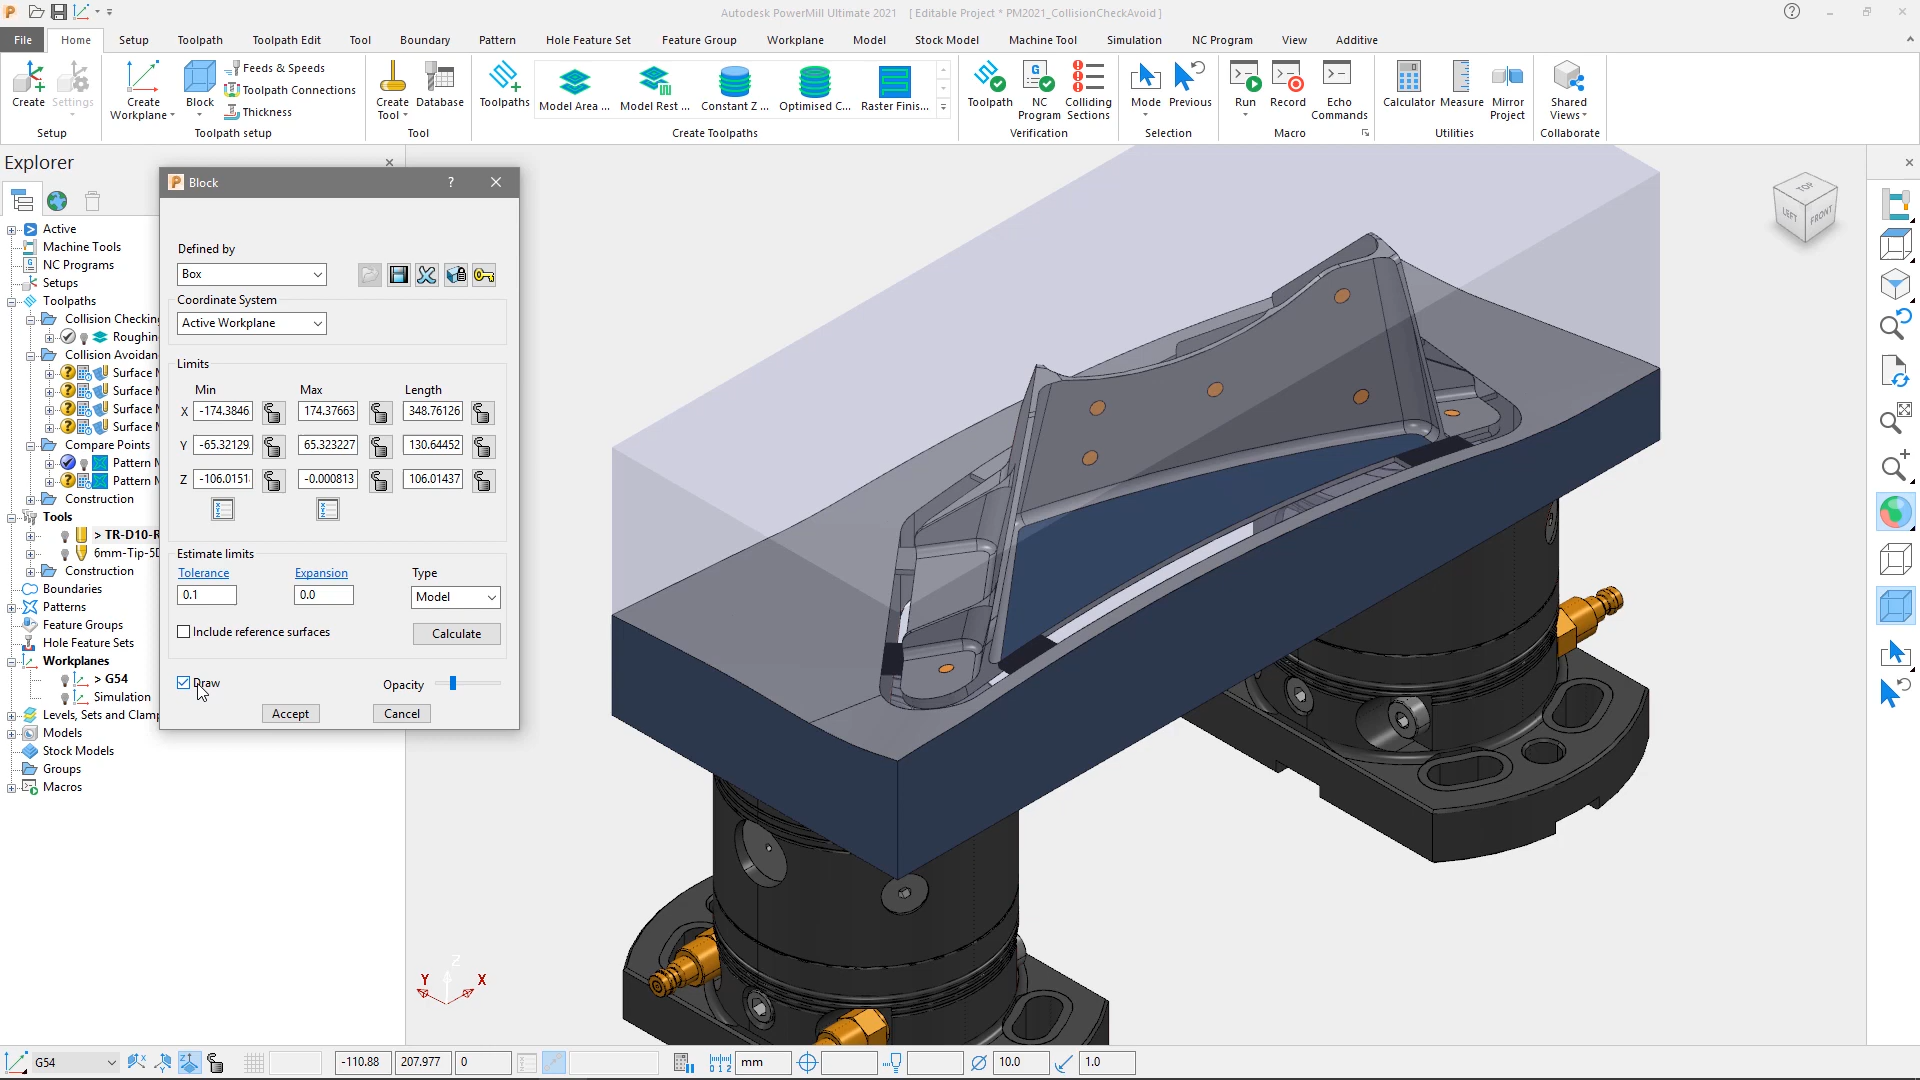 Autodesk PowerMill Ultimate 2021 [ Editable Project * PM2021_CollisionCheckAvoid ]
File Home Setup Toolpath Toolpath Edit Tool Boundary Pattern Hole Feature Set Feature Group Workplane Model Stock Model Machine Tool Simulation NC Program View Additive
Create
Settings
Setup
Create
Workplane
Block
Feeds & Speeds
Toolpath Connections
Thickness
Toolpath setup
Create
Tool
Database
Tool
Toolpaths
Model Area ...
Model Rest ...
Constant Z ...
Optimised C...
Raster Finis...
Create Toolpaths
Toolpath
NC
Program
Colliding
Sections
Verification
Mode
Previous
Selection
Run
Record
Echo
Commands
Macro
Calculator
Measure
Mirror
Project
Utilities
Shared
Views
Collaborate
Explorer
Active
Machine Tools
NC Programs
Setups
Toolpaths
Collision Checkin
Roughin
Collision Avoidan
Surface M
Surface M
Surface M
Surface M
Compare Points
Pattern M
Pattern M
Construction
Tools
> TR-D10-R
6mm-Tip-5D
Construction
Boundaries
Patterns
Feature Groups
Hole Feature Sets
Workplanes
> G54
Simulation
Levels, Sets and Clamp
Models
Stock Models
Groups
Macros
Block
?
Defined by
Box
Coordinate System
Active Workplane
Limits
Min Max Length
X -174.3846 174.37663 348.76126
Y -65.32129 65.323227 130.64452
Z -106.0151 -0.000813 106.01437
Estimate limits
Tolerance Expansion Type
0.1 0.0 Model
Include reference surfaces
Calculate
Draw
Opacity
Accept
Cancel
TOP
LEFT
FRONT
Z
Y
X
G54
-110.88
207.977
0
mm
10.0
1.0